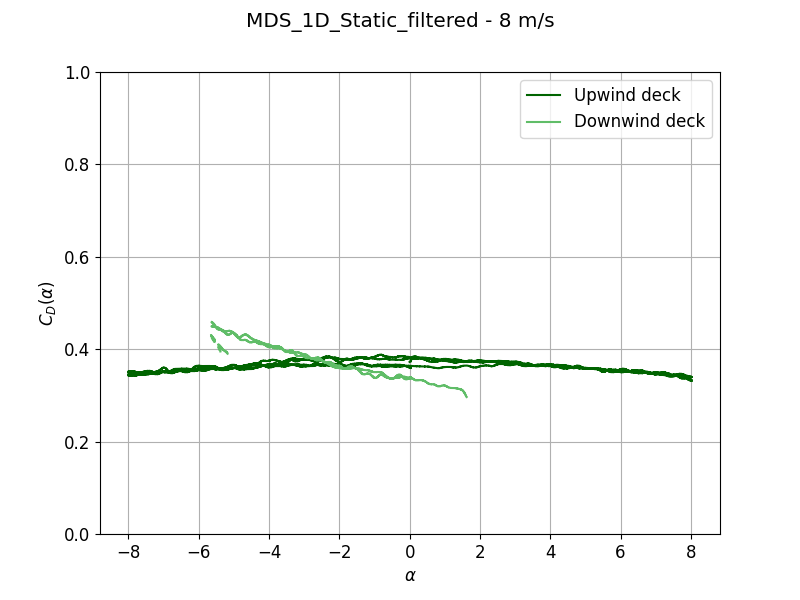 MDS_1D_Static_filtered - 8 m/s
Upwind deck
Downwind deck
1.0
0.8
0.6
0.4
0.2
0.0
C_D(α)
−8 −6 −4 −2 0 2 4 6 8
α